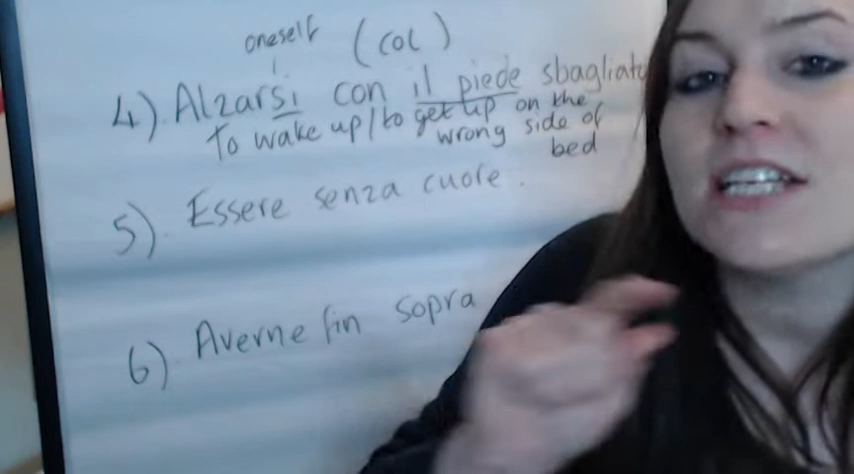 oneself (col)
4). Alzarsi con il piede sbagliato
To wake up/to get up on the
wrong side of
bed
5). Essere senza cuore.
6) Averne fin sopra